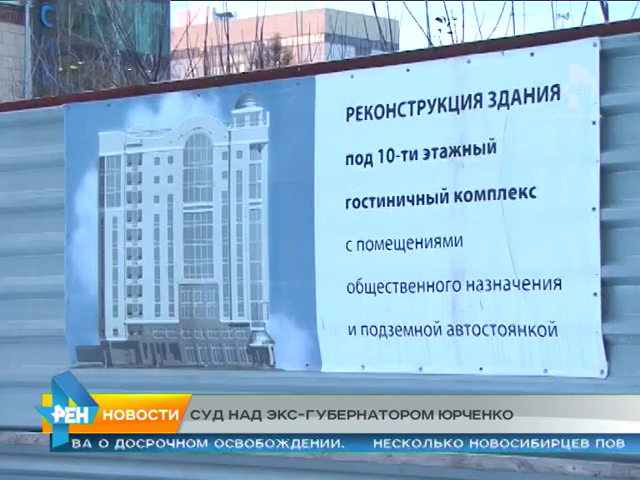 РЕКОНСТРУКЦИЯ ЗДАНИЯ
под 10-ти этажный
гостиничный комплекс
с помещениями
общественного назначения
и подземной автостоянкой
РЕН НОВОСТИ СУД НАД ЭКС-ГУБЕРНАТОРОМ ЮРЧЕНКО
ВА О ДОСРОЧНОМ ОСВОБОЖДЕНИИ. НЕСКОЛЬКО НОВОСИБИРЦЕВ ПОВ